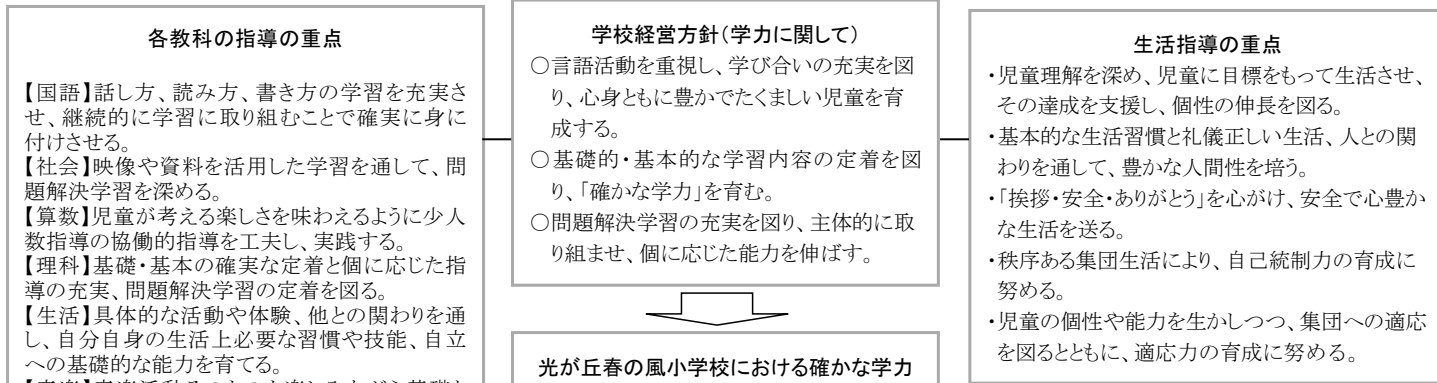 各教科の指導の重点
【国語】話し方、読み方、書き方の学習を充実さ
せ、継続的に学習に取り組むことで確実に身に
付けさせる。
【社会】映像や資料を活用した学習を通して、問
題解決学習を深める。
【算数】児童が考える楽しさを味わえるように少人
数指導の協働的指導を工夫し、実践する。
【理科】基礎・基本の確実な定着と個に応じた指
導の充実、問題解決学習の定着を図る。
【生活】具体的な活動や体験、他との関わりを通
し、自分自身の生活上必要な習慣や技能、自立
への基礎的な能力を育てる。
学校経営方針(学力に関して)
○言語活動を重視し、学び合いの充実を図
り、心身ともに豊かでたくましい児童を育
成する。
○基礎的・基本的な学習内容の定着を図
り、「確かな学力」を育む。
○問題解決学習の充実を図り、主体的に取
り組ませ、個に応じた能力を伸ばす。
光が丘春の風小学校における確かな学力
生活指導の重点
・児童理解を深め、児童に目標をもって生活させ、
その達成を支援し、個性の伸長を図る。
・基本的な生活習慣と礼儀正しい生活、人との関
わりを通して、豊かな人間性を培う。
・「挨拶・安全・ありがとう」を心がけ、安全で心豊か
な生活を送る。
・秩序ある集団生活により、自己統制力の育成に
努める。
・児童の個性や能力を生かしつつ、集団への適応
を図るとともに、適応力の育成に努める。